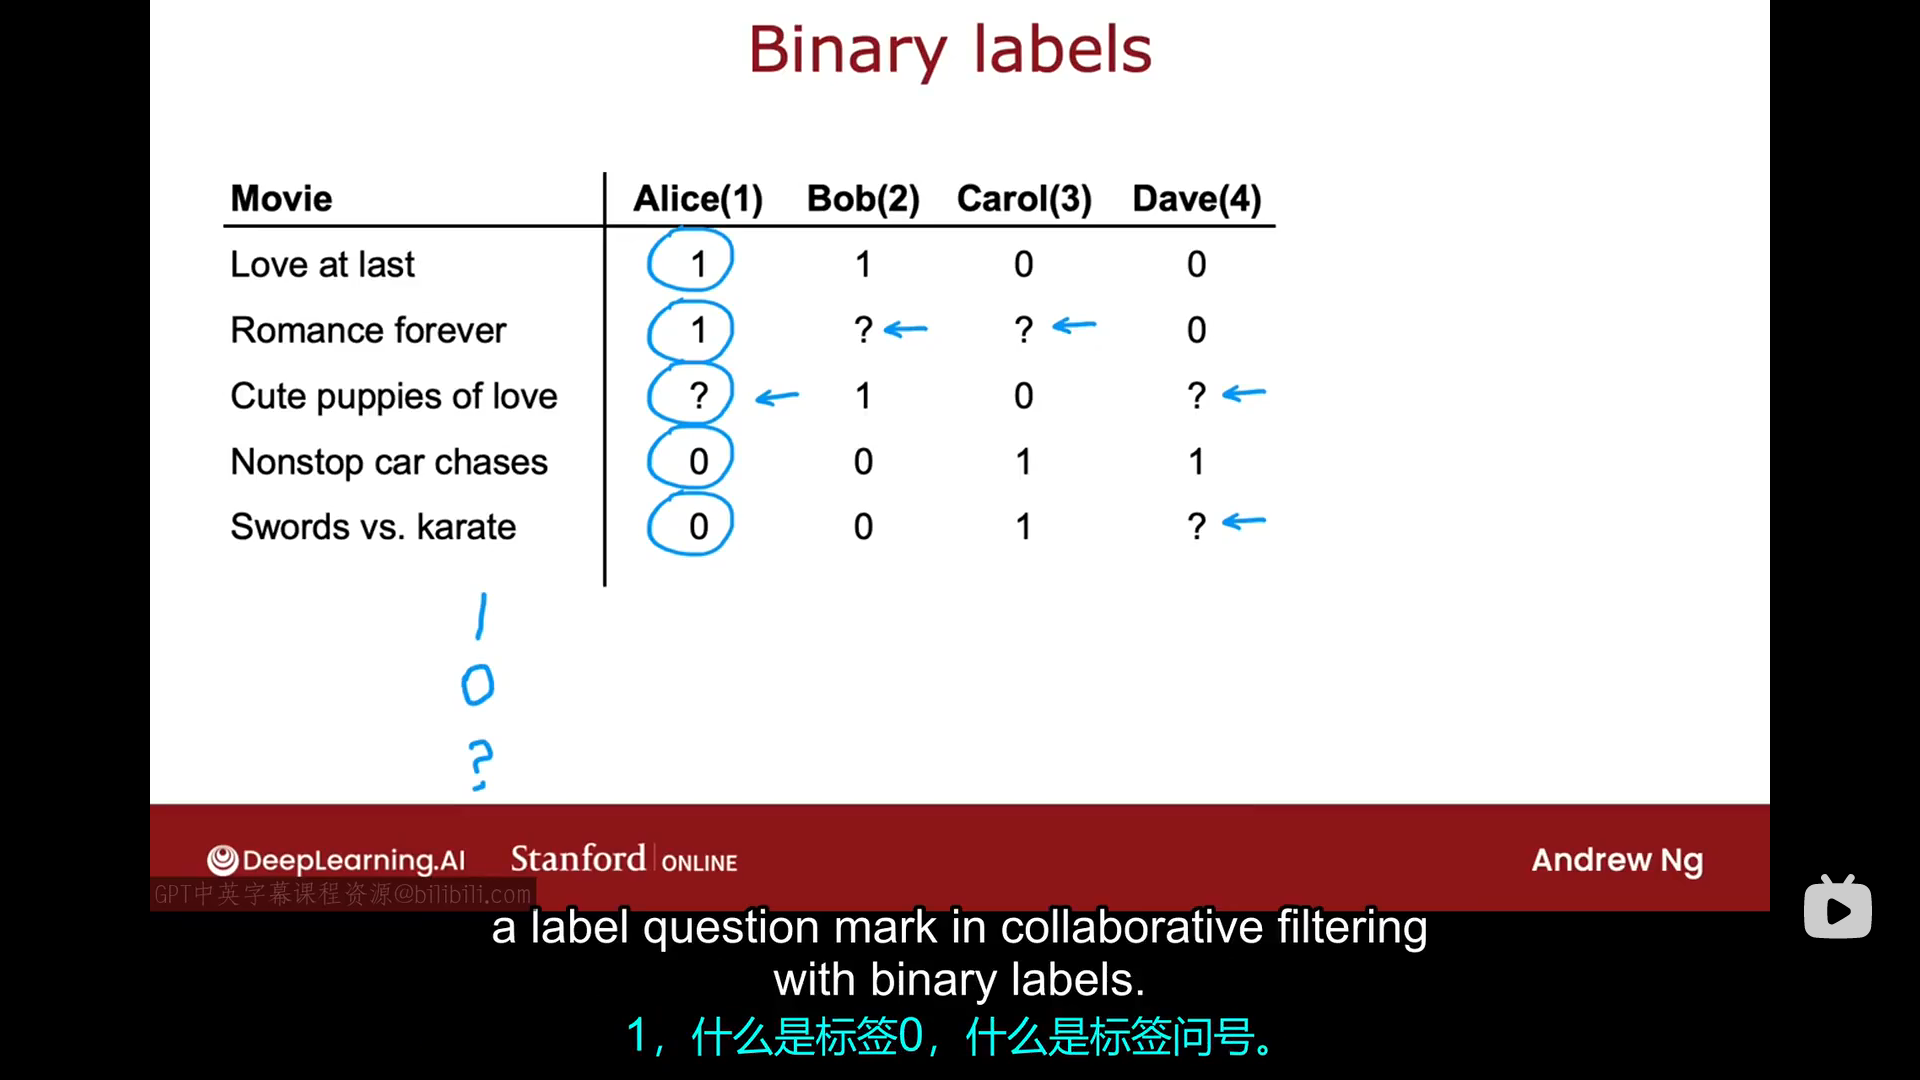 Binary labels
Movie Alice(1) Bob(2) Carol(3) Dave(4)
Love at last 1 1 0 0
Romance forever 1 ? ? 0
Cute puppies of love ? 1 0 ?
Nonstop car chases 0 0 1 1
Swords vs. karate 0 0 1 ?
1
0
?
DeepLearning.AI Stanford ONLINE Andrew Ng
GPT中英字幕课程资源@bilibili.com
a label question mark in collaborative filtering
with binary labels.
1，什么是标签0，什么是标签问号。